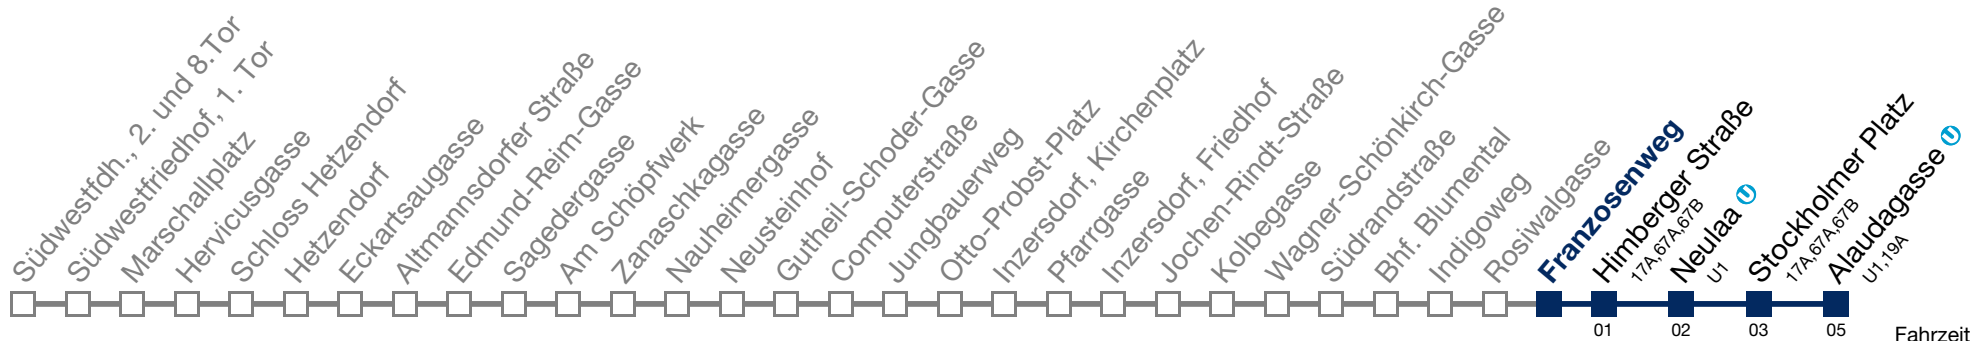 Südwestfdh., 2. und 8.Tor
Südwestfriedhof, 1. Tor
Marschallplatz
Hervicusgasse
Schloss Hetzendorf
Hetzendorf
Eckartsaugasse
Altmannsdorfer Straße
Edmund-Reim-Gasse
Sagedergasse
Am Schöpfwerk
Zanaschkagasse
Nauheimergasse
Neusteinhof
Gutheil-Schoder-Gasse
Computerstraße
Jungbauerweg
Otto-Probst-Platz
Inzersdorf, Kirchenplatz
Pfarrgasse
Inzersdorf, Friedhof
Jochen-Rindt-Straße
Kolbegasse
Wagner-Schönkirch-Gasse
Südrandstraße
Bhf. Blumental
Indigoweg
Rosiwalgasse
Franzosenweg
Himberger Straße
17A,67A,67B
Neulaa U
U1
Stockholmer Platz
17A,67A,67B
Alaudagasse U
U1,19A
01 02 03 05 Fahrzeit